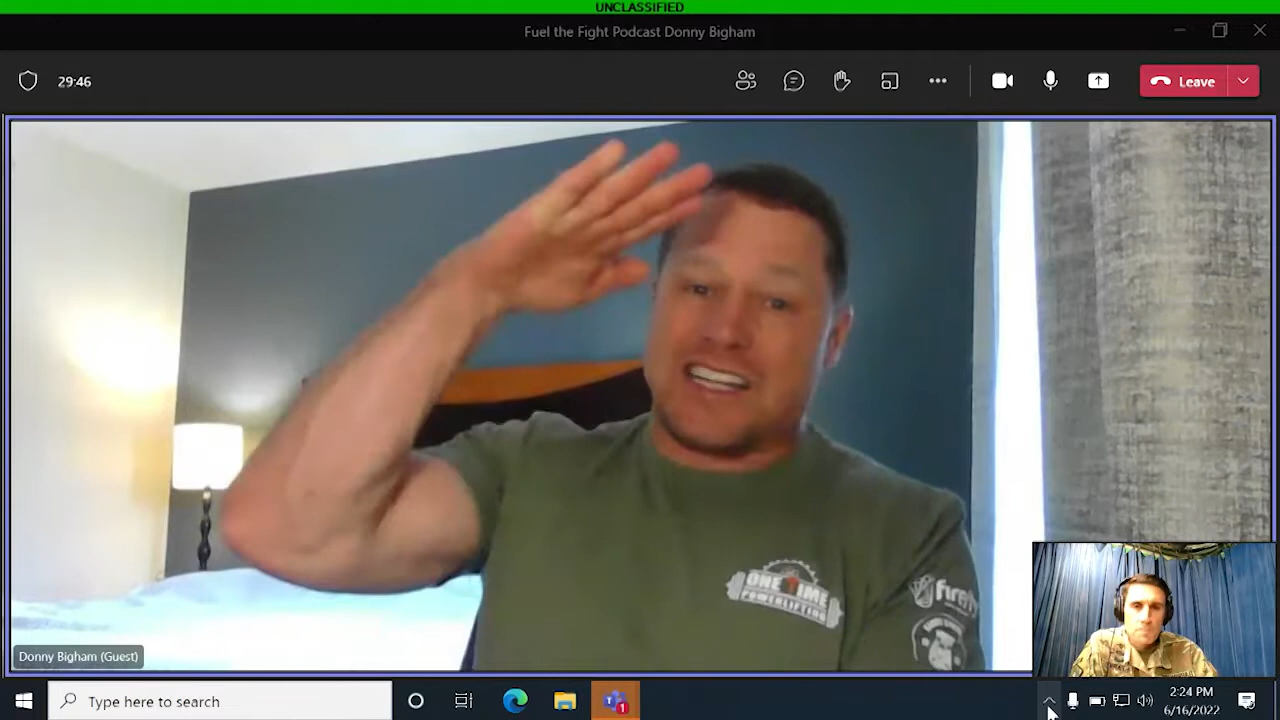 UNCLASSIFIED
Fuel the Fight Podcast Donny Bigham
29:46
Leave
ONE TIME
POWERLIFTING
Donny Bigham (Guest)
Type here to search
1
2:24 PM
6/16/2022